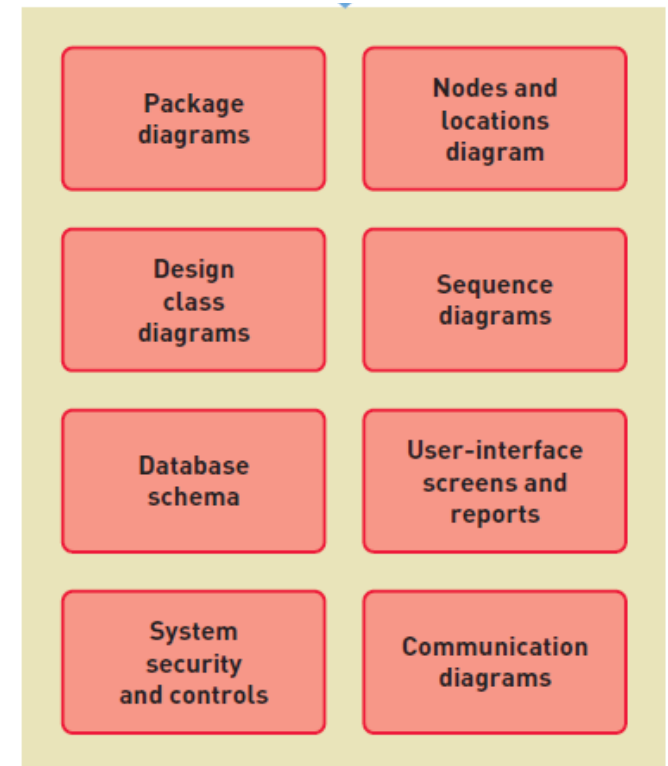 Package
diagrams
Nodes and
locations
diagram
Design
class
diagrams
Sequence
diagrams
Database
schema
User-interface
screens and
reports
System
security
and controls
Communication
diagrams